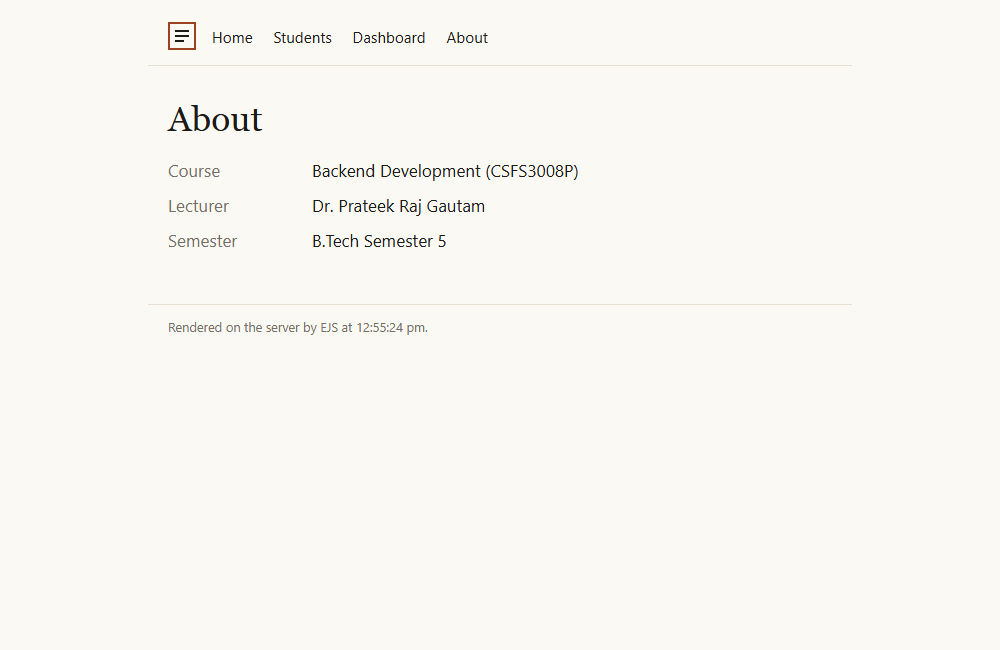 Home Students Dashboard About
About
Course Backend Development (CSFS3008P)
Lecturer Dr. Prateek Raj Gautam
Semester B.Tech Semester 5
Rendered on the server by EJS at 12:55:24 pm.